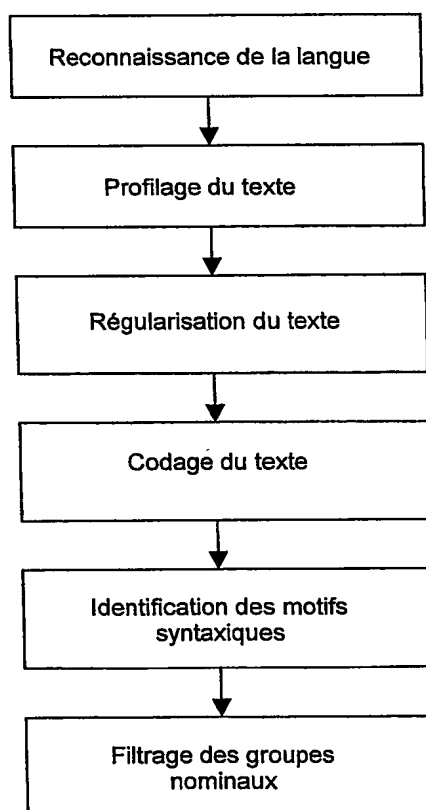 Reconnaissance de la langue
Profilage du texte
Régularisation du texte
Codage du texte
Identification des motifs
syntaxiques
Filtrage des groupes
nominaux